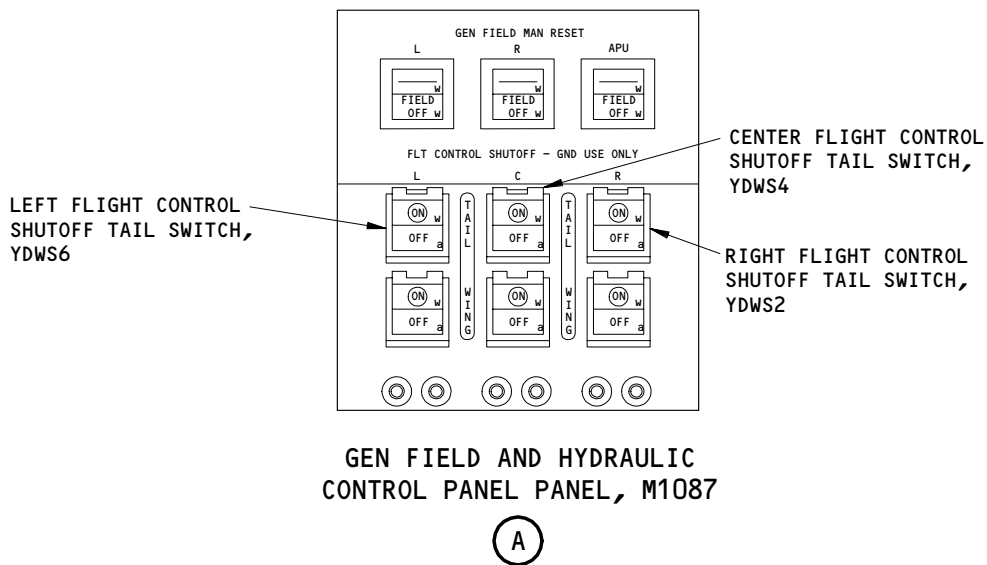 GEN FIELD MAN RESET
L R APU
w w w
FIELD FIELD FIELD
OFF w OFF w OFF w
FLT CONTROL SHUTOFF - GND USE ONLY
L C R
ON w ON w ON w
OFF a OFF a OFF a
TAIL TAIL
ON w ON w ON w
OFF a OFF a OFF a
WING WING
LEFT FLIGHT CONTROL
SHUTOFF TAIL SWITCH,
YDWS6
CENTER FLIGHT CONTROL
SHUTOFF TAIL SWITCH,
YDWS4
RIGHT FLIGHT CONTROL
SHUTOFF TAIL SWITCH,
YDWS2
GEN FIELD AND HYDRAULIC
CONTROL PANEL PANEL, M1087
A